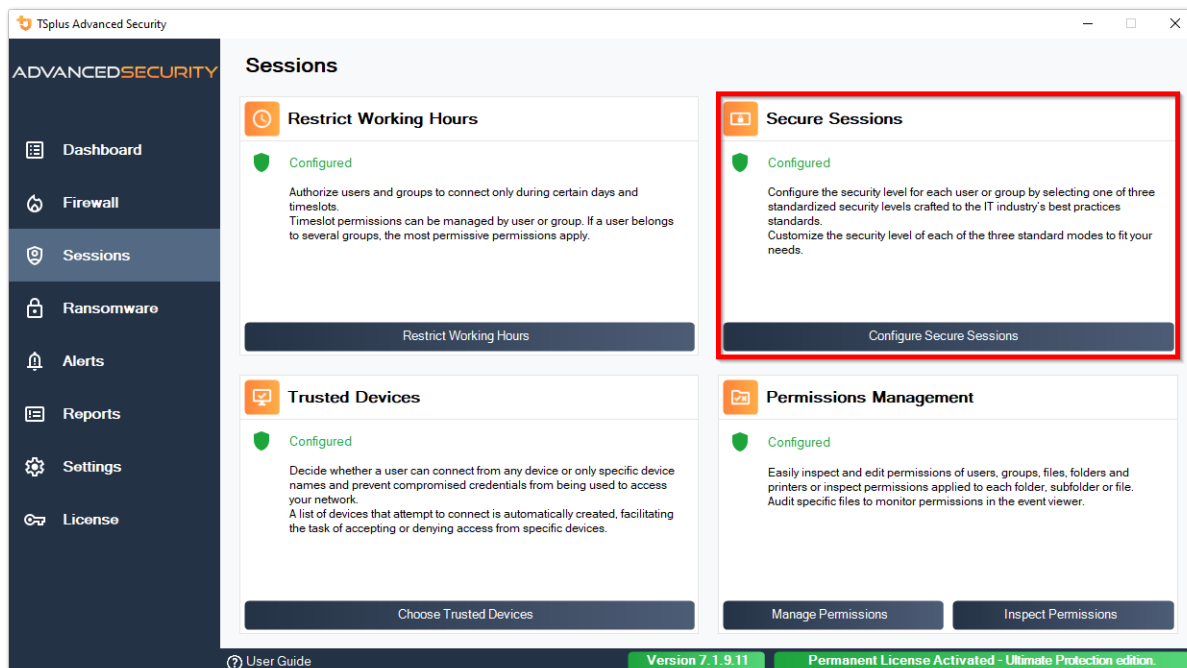 TSplus Advanced Security
ADVANCEDSECURITY
Dashboard
Firewall
Sessions
Ransomware
Alerts
Reports
Settings
License
Sessions
Restrict Working Hours
Configured
Authorize users and groups to connect only during certain days and
timeslots.
Timeslot permissions can be managed by user or group. If a user belongs
to several groups, the most permissive permissions apply.
Restrict Working Hours
Secure Sessions
Configured
Configure the security level for each user or group by selecting one of three
standardized security levels crafted to the IT industry's best practices
standards.
Customize the security level of each of the three standard modes to fit your
needs.
Configure Secure Sessions
Trusted Devices
Configured
Decide whether a user can connect from any device or only specific device
names and prevent compromised credentials from being used to access
your network.
A list of devices that attempt to connect is automatically created, facilitating
the task of accepting or denying access from specific devices.
Choose Trusted Devices
Permissions Management
Configured
Easily inspect and edit permissions of users, groups, files, folders and
printers or inspect permissions applied to each folder, subfolder or file.
Audit specific files to monitor permissions in the event viewer.
Manage Permissions
Inspect Permissions
User Guide
Version 7.1.9.11
Permanent License Activated - Ultimate Protection edition.